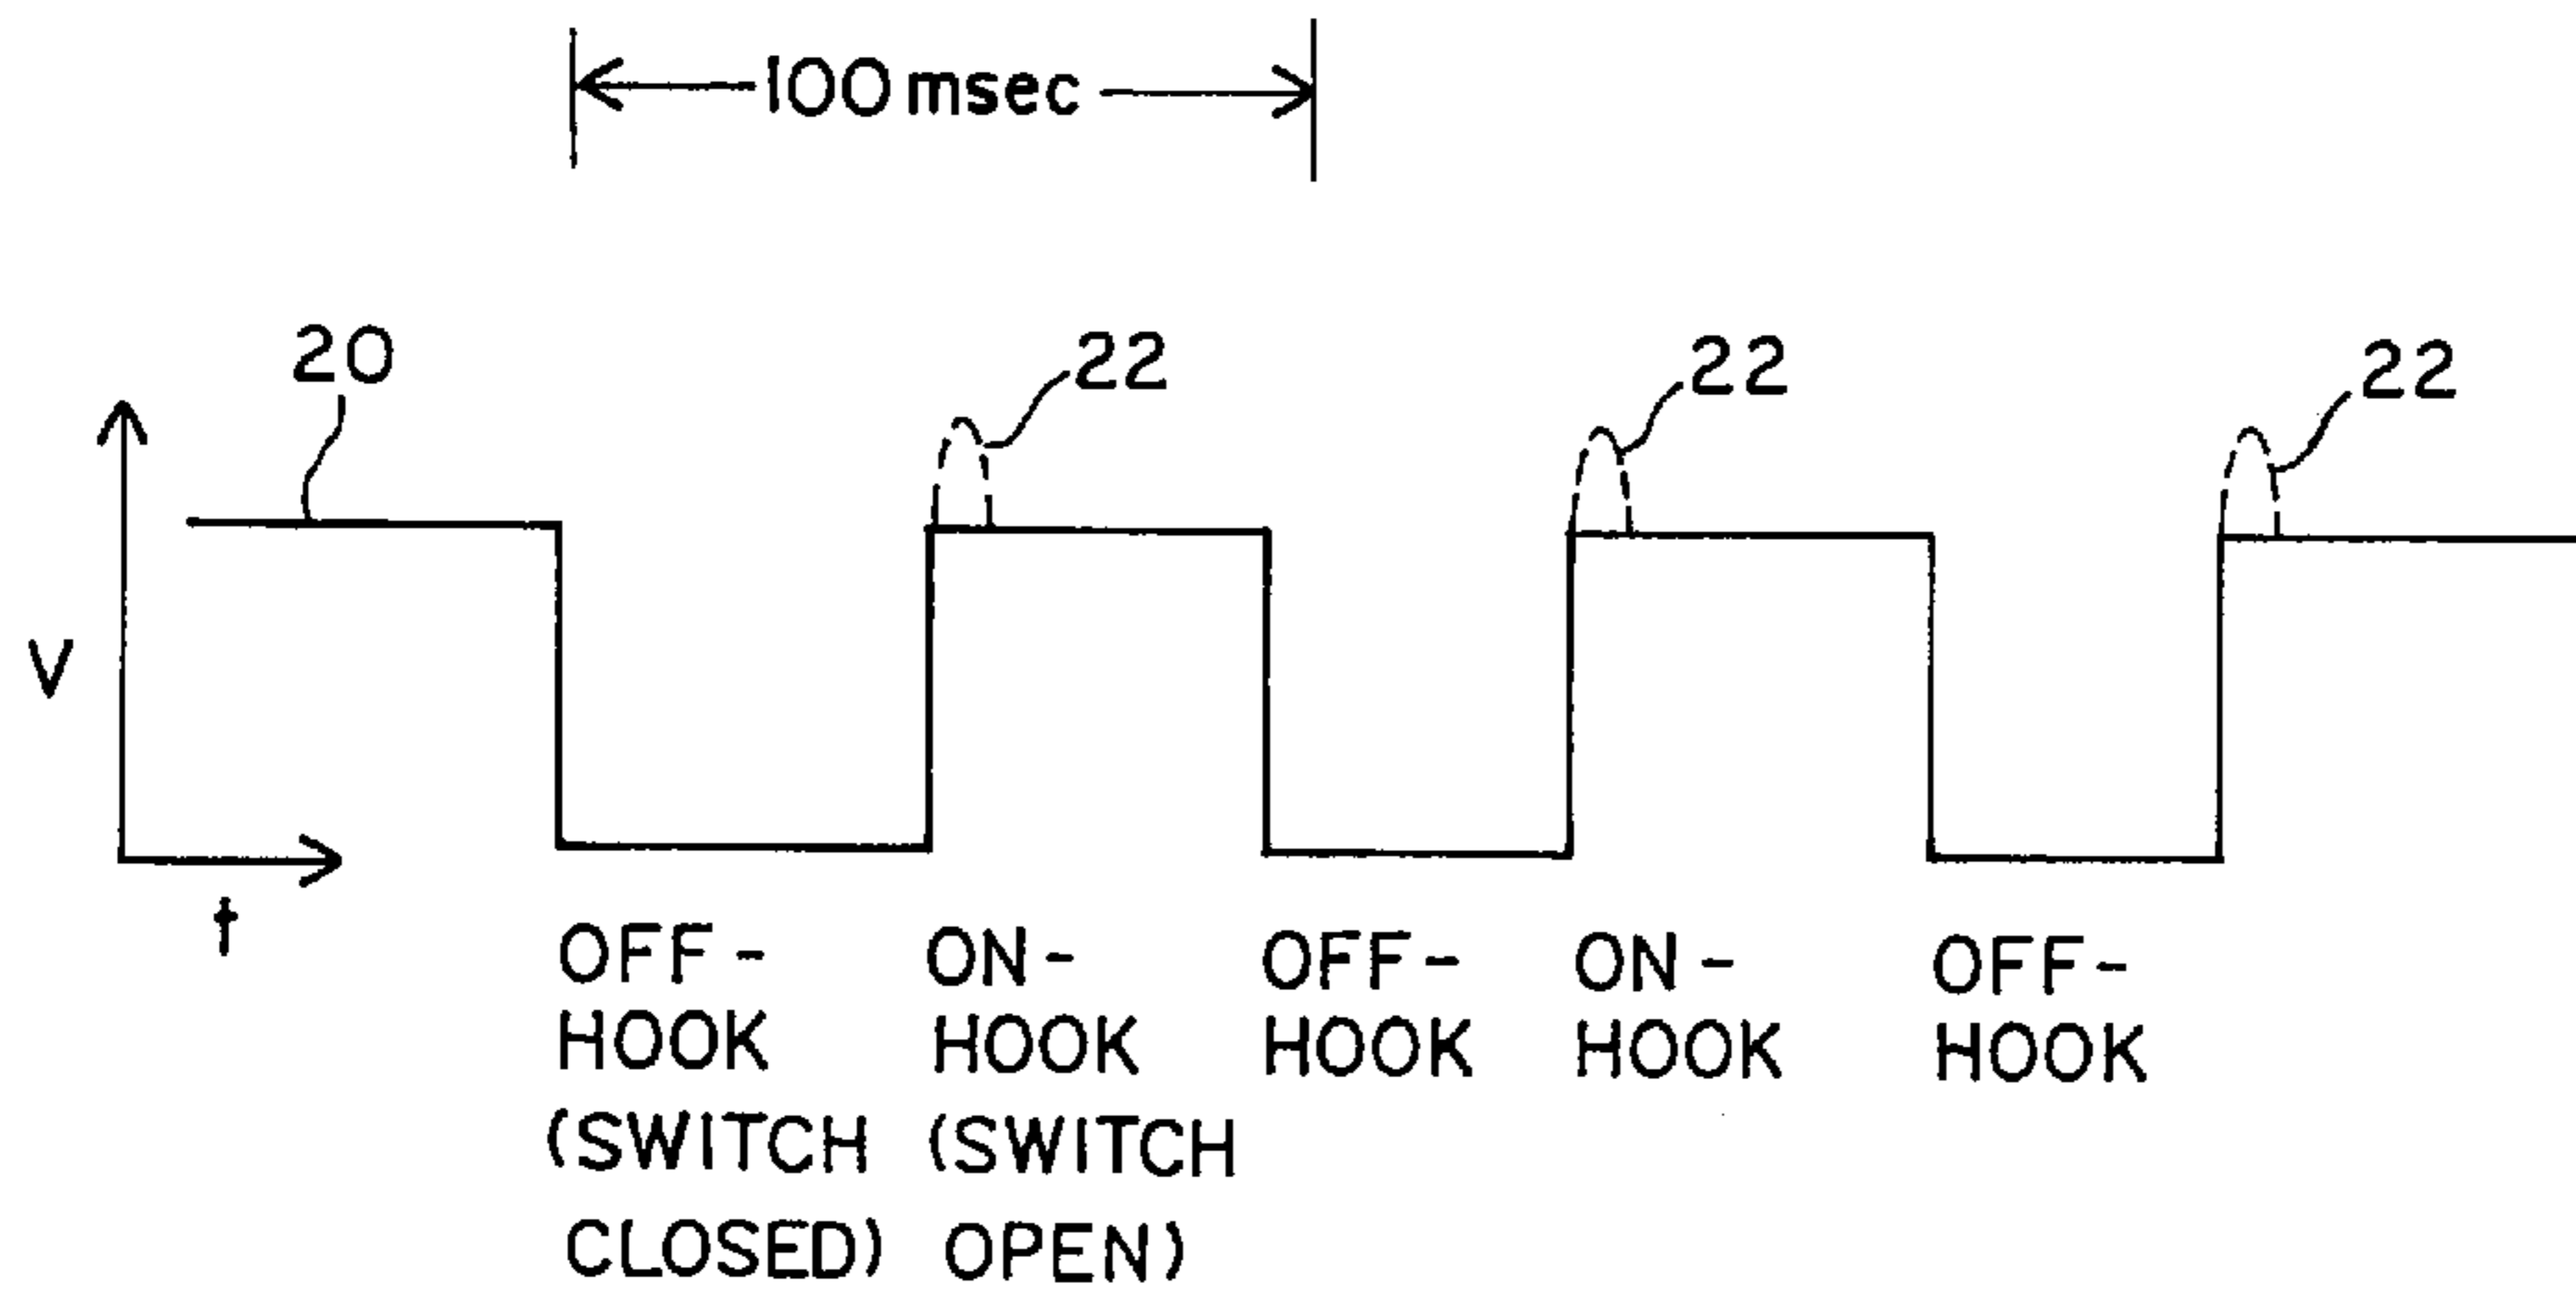 100 msec
20
22
22
22
V
t
OFF-
HOOK
(SWITCH
CLOSED)
ON-
HOOK
(SWITCH
OPEN)
OFF-
HOOK
ON-
HOOK
OFF-
HOOK